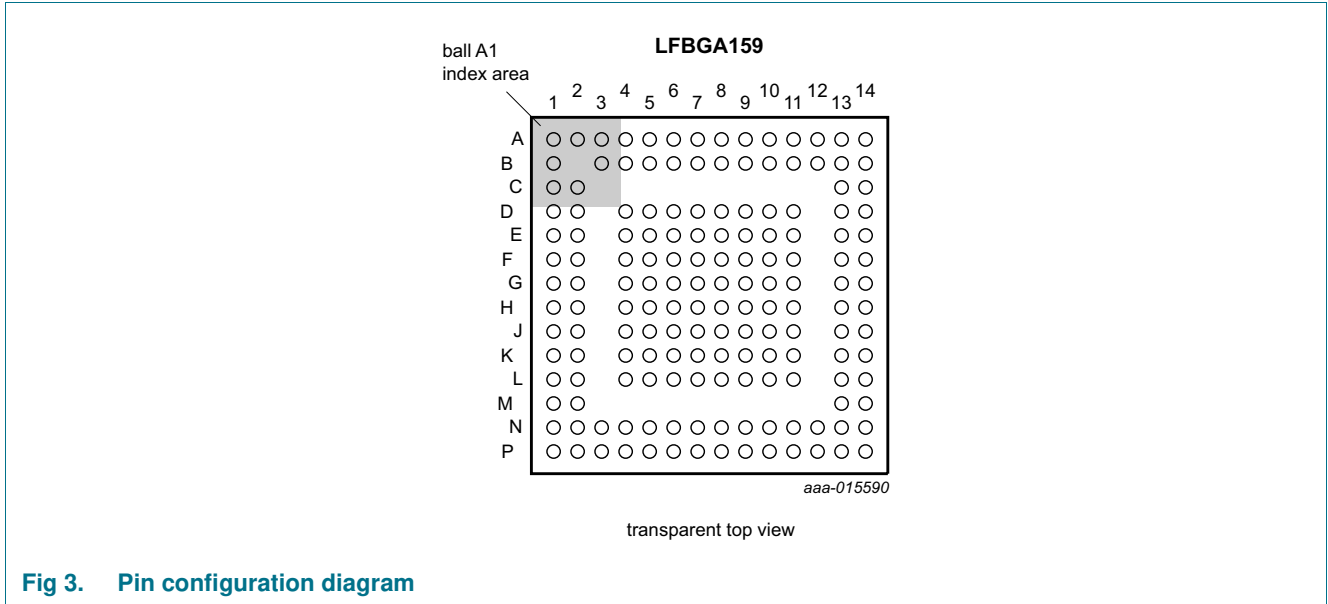 LFBGA159
ball A1
index area
1 2 3 4 5 6 7 8 9 10 11 12 13 14
A
B
C
D
E
F
G
H
J
K
L
M
N
P
aaa-015590
transparent top view
Fig 3. Pin configuration diagram